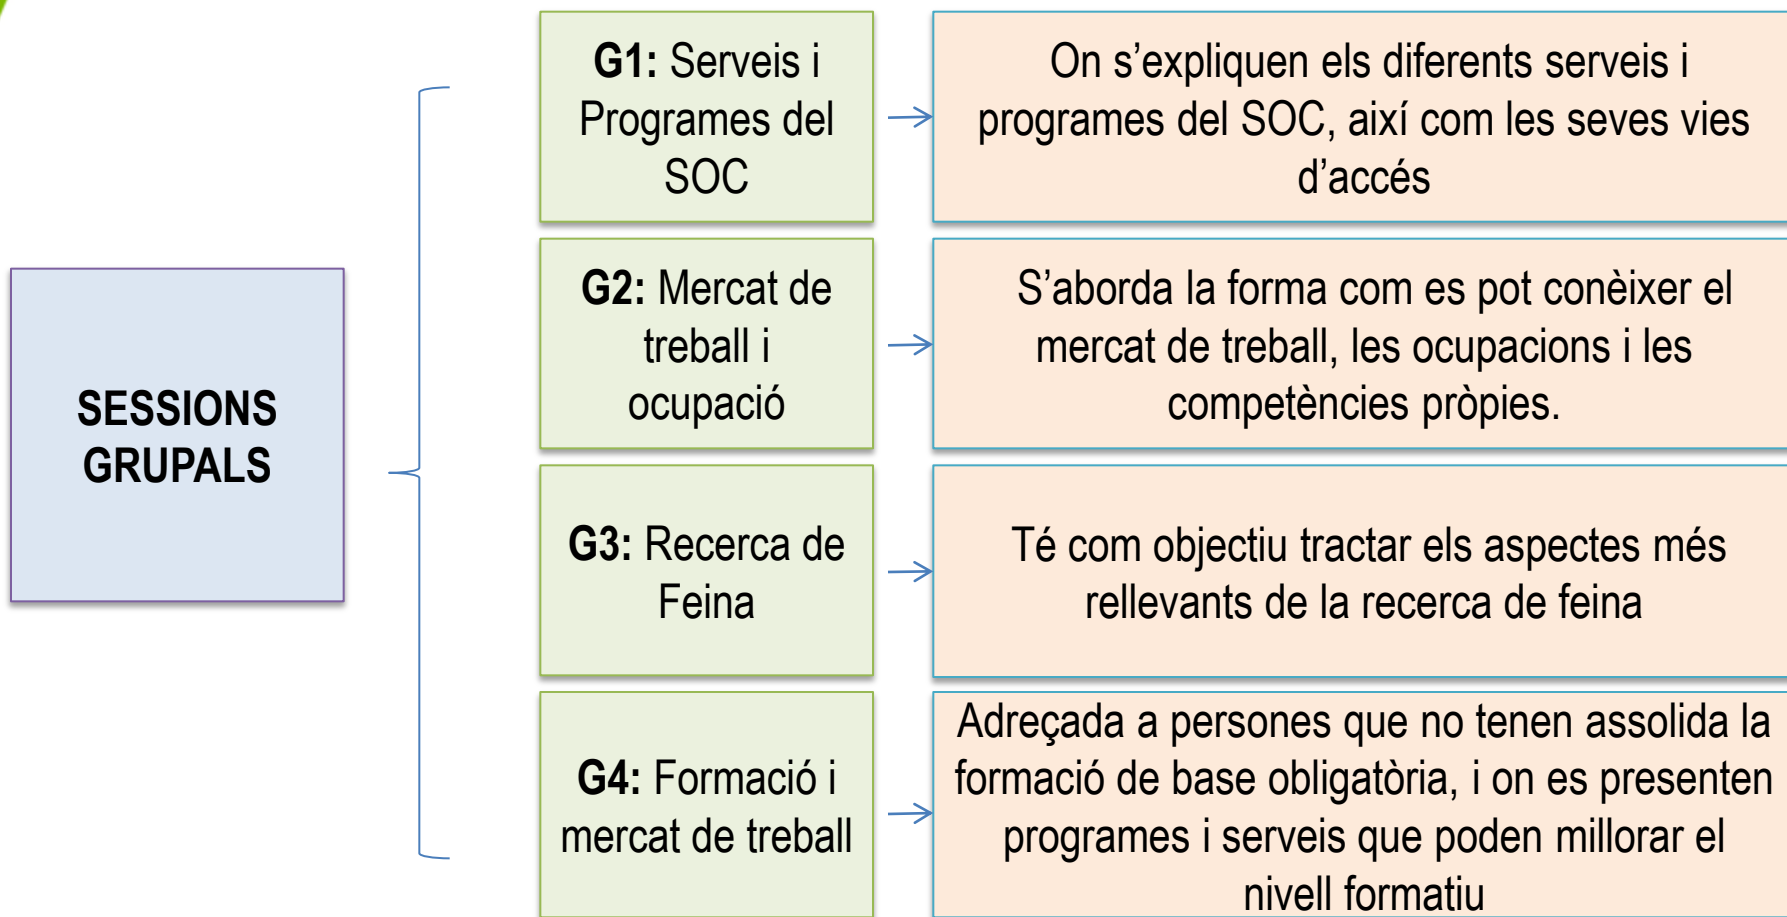 SESSIONS
GRUPALS
G1: Serveis i
Programes del
SOC
On s’expliquen els diferents serveis i
programes del SOC, així com les seves vies
d’accés
G2: Mercat de
treball i
ocupació
S’aborda la forma com es pot conèixer el
mercat de treball, les ocupacions i les
competències pròpies.
G3: Recerca de
Feina
Té com objectiu tractar els aspectes més
rellevants de la recerca de feina
G4: Formació i
mercat de treball
Adreçada a persones que no tenen assolida la
formació de base obligatòria, i on es presenten
programes i serveis que poden millorar el
nivell formatiu